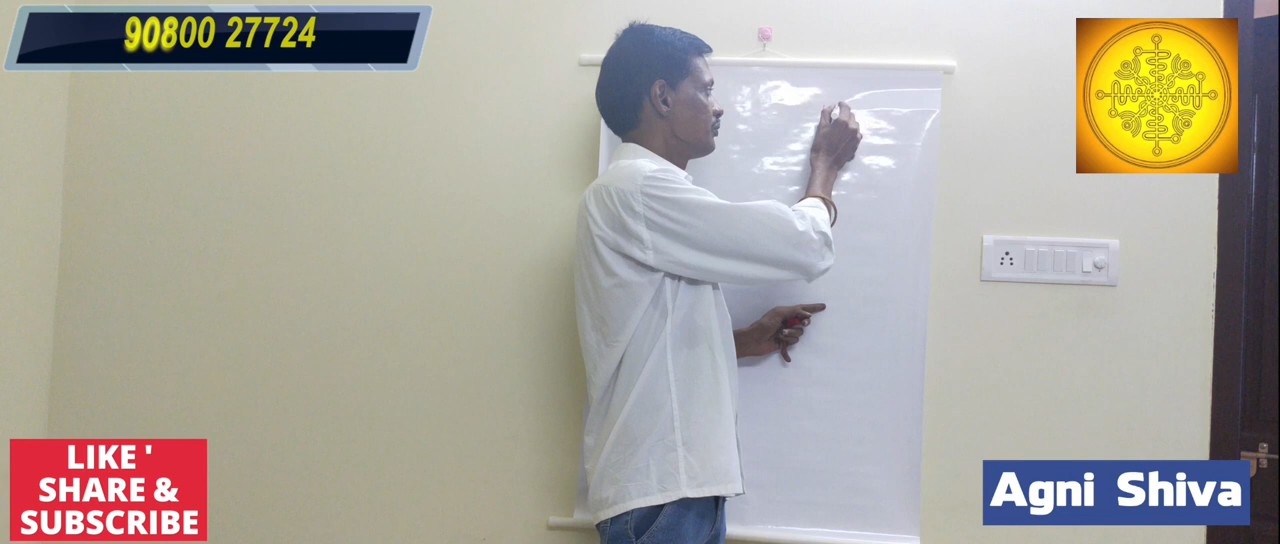 90800 27724
LIKE '
SHARE &
SUBSCRIBE
Agni Shiva